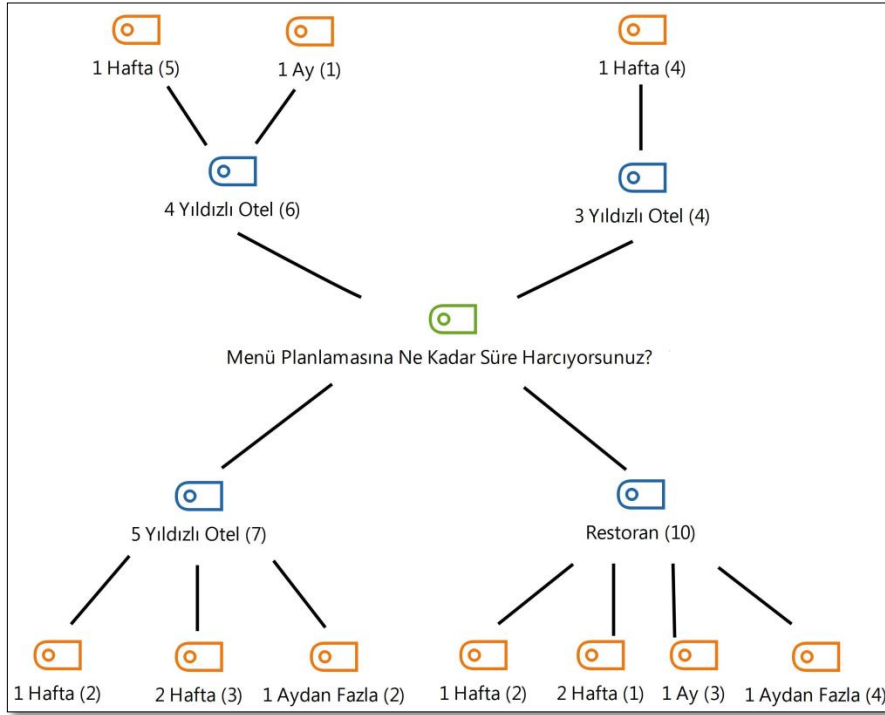 1 Hafta (5)
1 Ay (1)
1 Hafta (4)
4 Yıldızlı Otel (6)
3 Yıldızlı Otel (4)
Menü Planlamasına Ne Kadar Süre Harcıyorsunuz?
5 Yıldızlı Otel (7)
Restoran (10)
1 Hafta (2)
2 Hafta (3)
1 Aydan Fazla (2)
1 Hafta (2)
2 Hafta (1)
1 Ay (3)
1 Aydan Fazla (4)